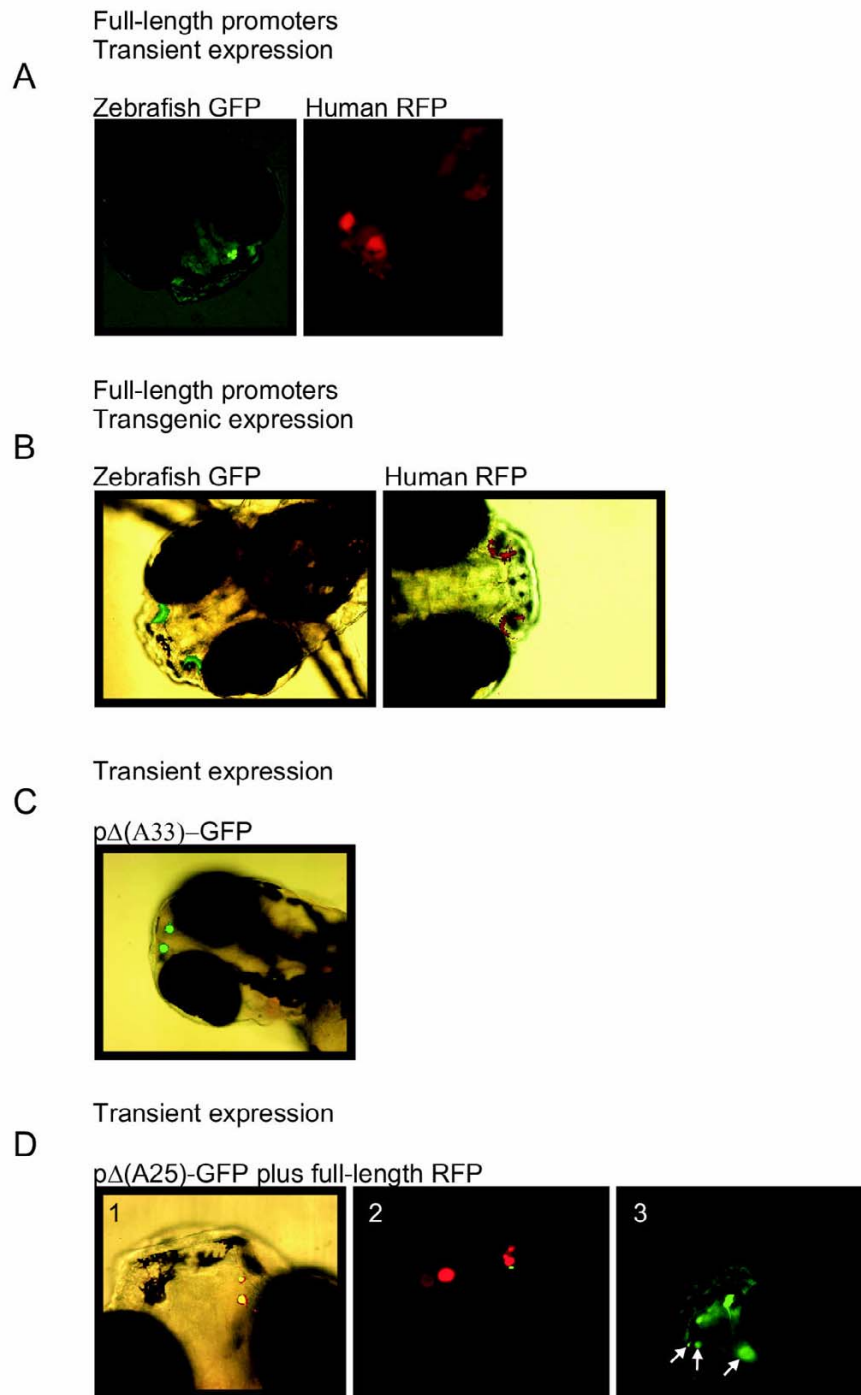 Full-length promoters
Transient expression
A
Zebrafish GFP Human RFP
Full-length promoters
Transgenic expression
B
Zebrafish GFP Human RFP
Transient expression
C
pΔ(A33)–GFP
Transient expression
D
pΔ(A25)-GFP plus full-length RFP
1 2 3